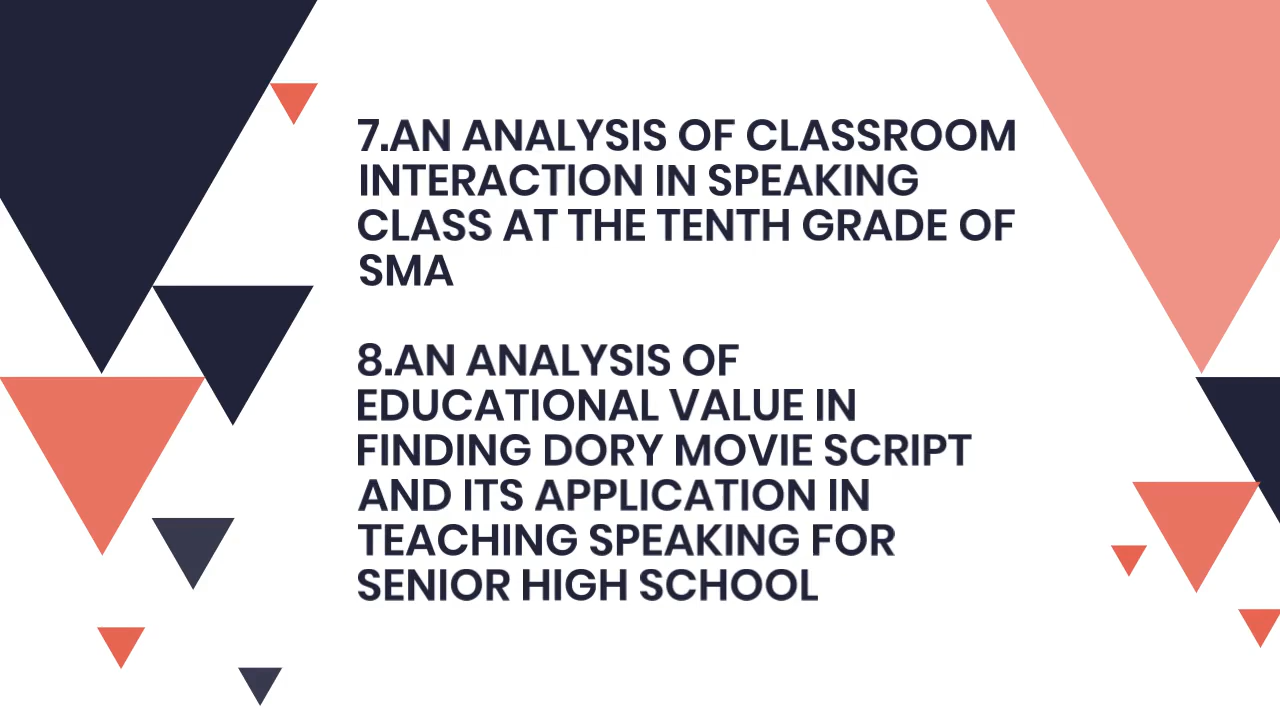 7.AN ANALYSIS OF CLASSROOM
INTERACTION IN SPEAKING
CLASS AT THE TENTH GRADE OF
SMA
8.AN ANALYSIS OF
EDUCATIONAL VALUE IN
FINDING DORY MOVIE SCRIPT
AND ITS APPLICATION IN
TEACHING SPEAKING FOR
SENIOR HIGH SCHOOL